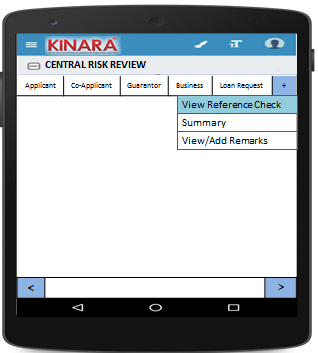 KINARA
CENTRAL RISK REVIEW
Applicant Co-Applicant Guarantor Business Loan Request +
View Reference Check
Summary
View/Add Remarks
< >